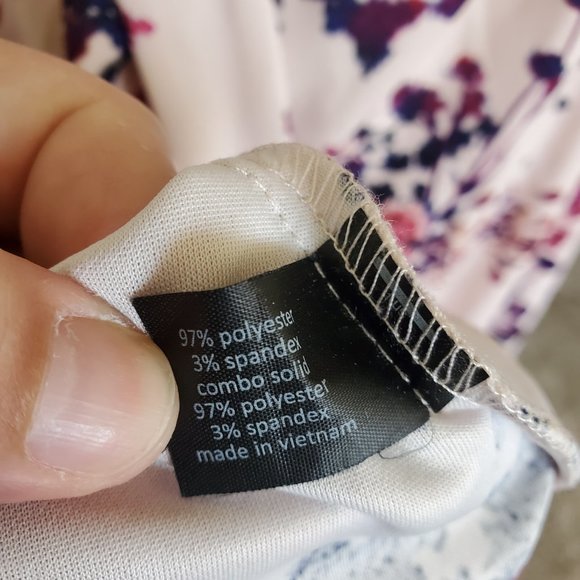 97% polyester
3% spandex
combo solid
97% polyester
3% spandex
made in vietnam